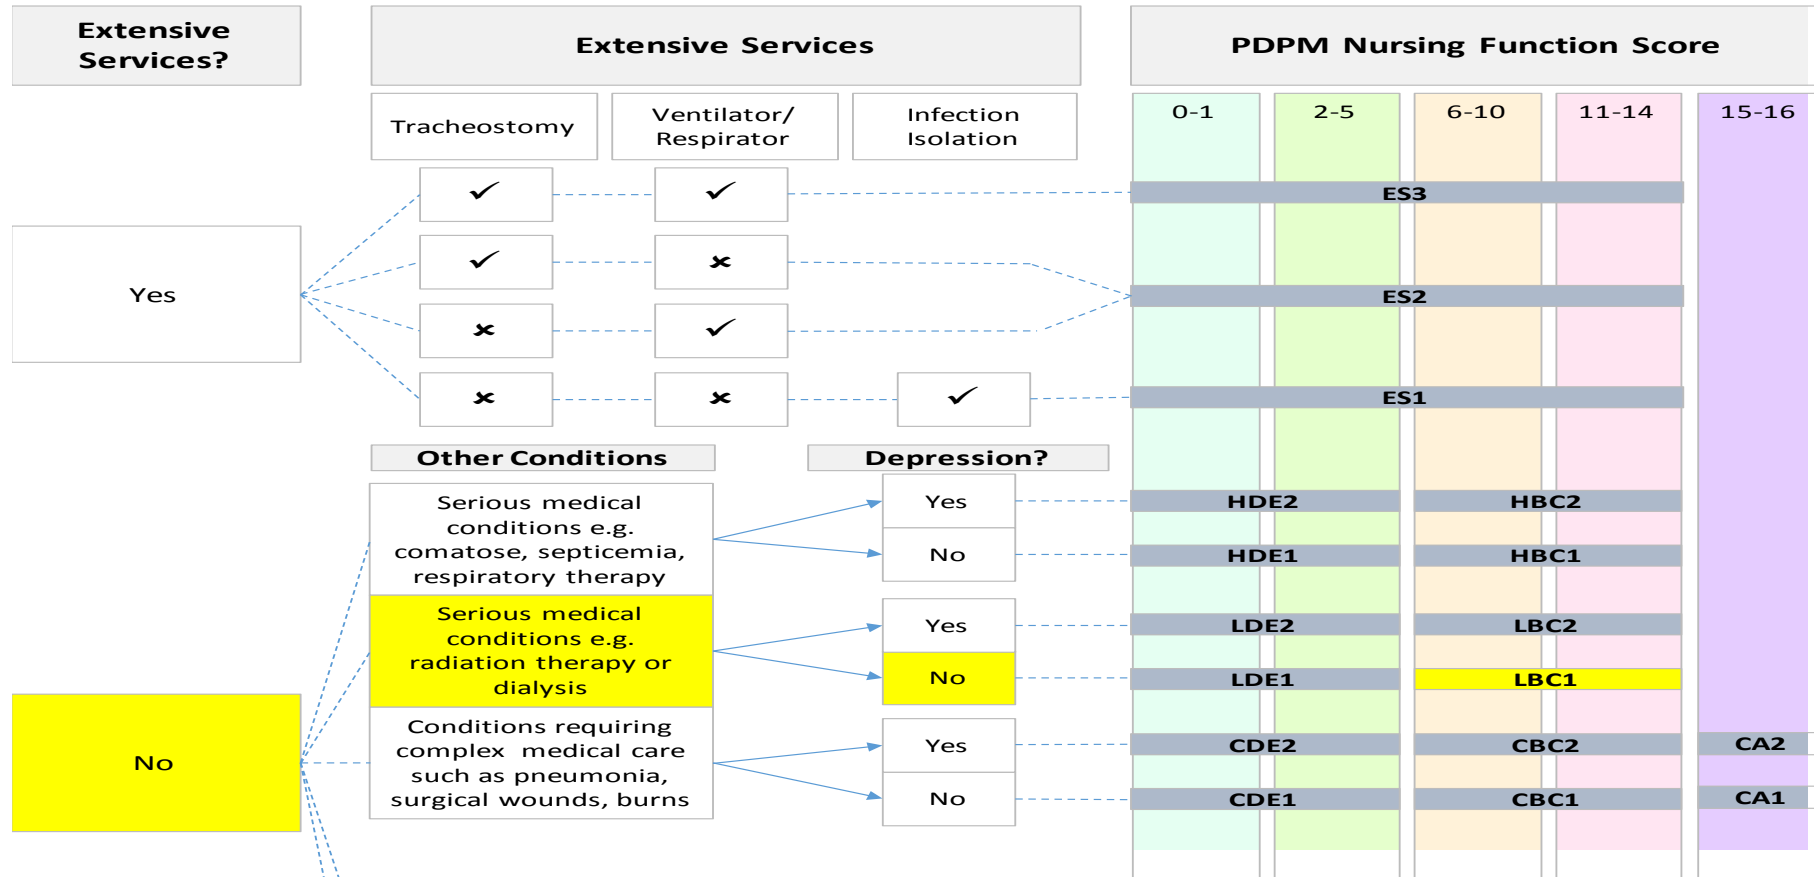 Extensive
Services?
Extensive Services
PDPM Nursing Function Score
Tracheostomy
Ventilator/
Respirator
Infection
Isolation
0-1
2-5
6-10
11-14
15-16
Yes
✓ ✓
ES3
✓ ×
× ✓
ES2
× × ✓
ES1
Other Conditions
Depression?
Serious medical
conditions e.g.
comatose, septicemia,
respiratory therapy
Yes
HDE2
HBC2
No
HDE1
HBC1
Serious medical
conditions e.g.
radiation therapy or
dialysis
Yes
LDE2
LBC2
No
LDE1
LBC1
No
Conditions requiring
complex medical care
such as pneumonia,
surgical wounds, burns
Yes
CDE2
CBC2
CA2
No
CDE1
CBC1
CA1